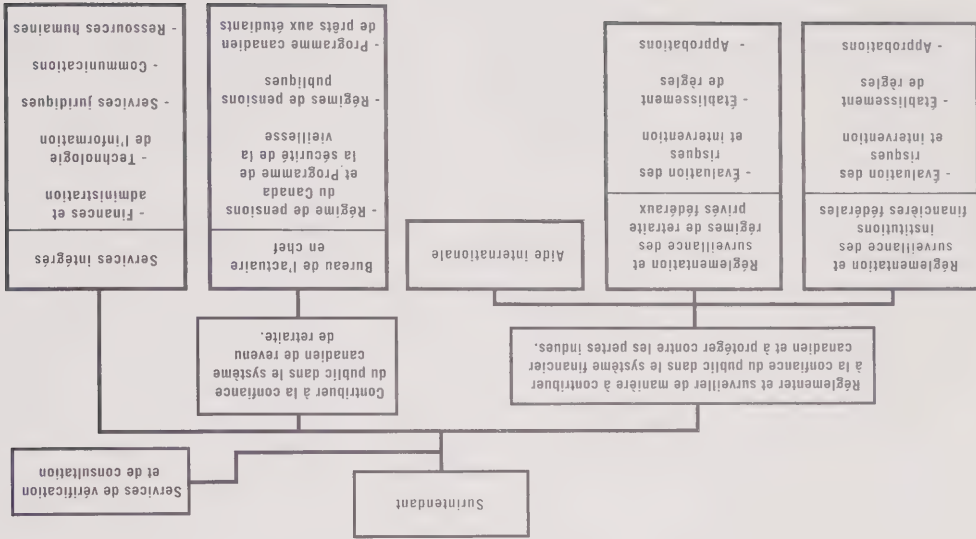 Surintendant
Services de vérification
et de consultation
Réglementer et surveiller de manière à contribuer
à la confiance du public dans le système financier
canadien et à protéger contre les pertes indues.
Contribuer à la confiance
du public dans le système
canadien de revenu
de retraite.
Réglementation et
surveillance des
institutions
financières fédérales
- Évaluation des
risques
et intervention
- Établissement
de règles
- Approbations
Réglementation et
surveillance des
régimes de retraite
privés fédéraux
- Évaluation des
risques
et intervention
- Établissement
de règles
- Approbations
Aide internationale
Bureau de l'actuaire
en chef
- Régime de pensions
du Canada
et Programme de
la sécurité de la
vieillesse
- Régimes de pensions
publiques
- Programme canadien
de prêts aux étudiants
Services intégrés
- Finances et
administration
- Technologie
de l'information
- Services juridiques
- Communications
- Ressources humaines